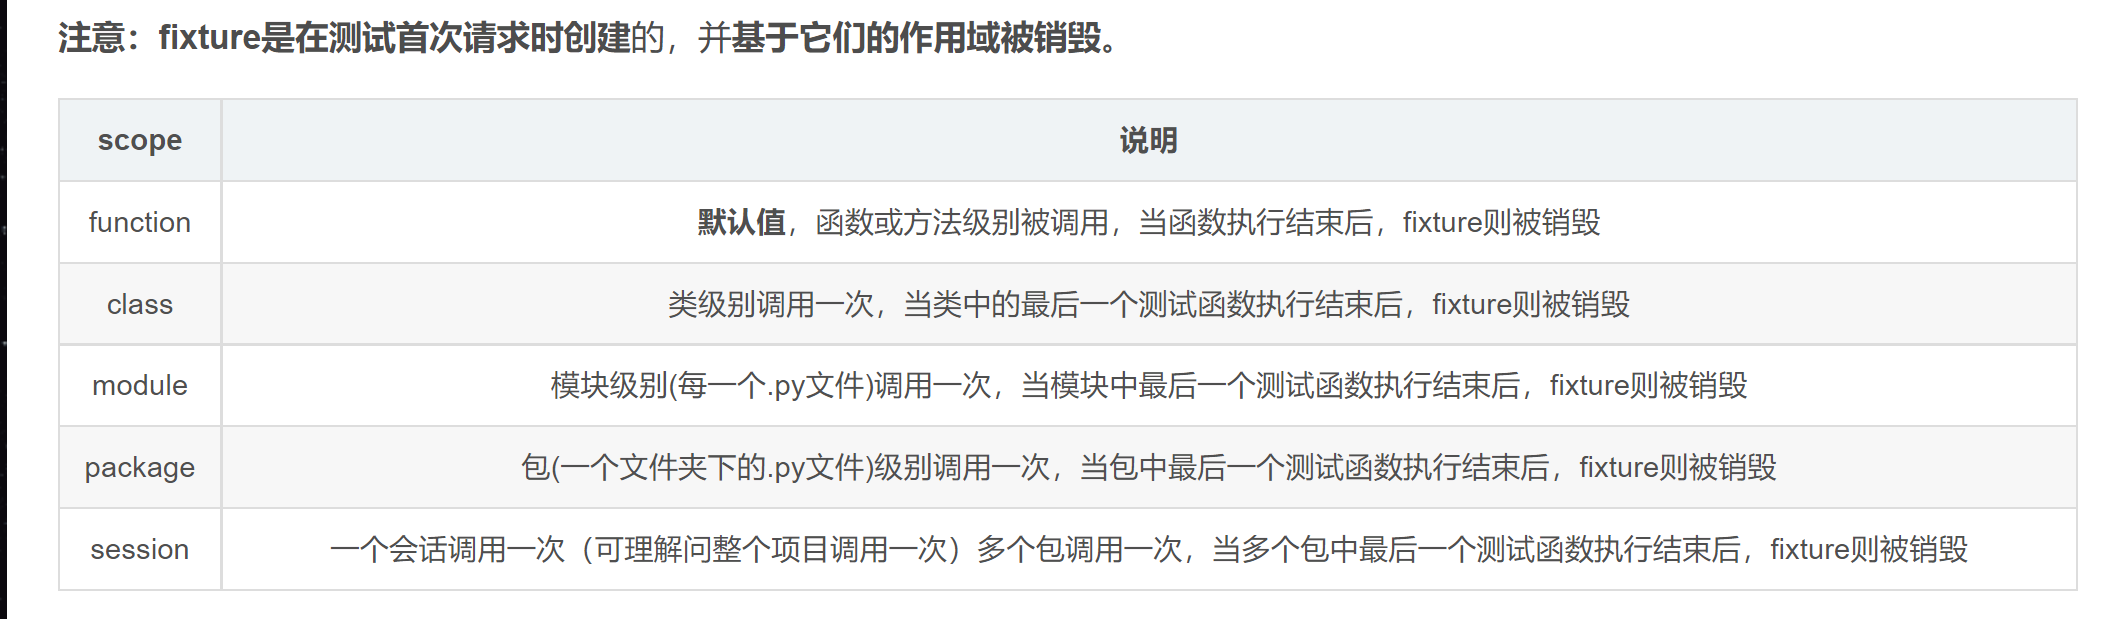 注意：fixture是在测试首次请求时创建的，并基于它们的作用域被销毁。
scope 说明
function 默认值，函数或方法级别被调用，当函数执行结束后，fixture则被销毁
class 类级别调用一次，当类中的最后一个测试函数执行结束后，fixture则被销毁
module 模块级别(每一个.py文件)调用一次，当模块中最后一个测试函数执行结束后，fixture则被销毁
package 包(一个文件夹下的.py文件)级别调用一次，当包中最后一个测试函数执行结束后，fixture则被销毁
session 一个会话调用一次（可理解问整个项目调用一次）多个包调用一次，当多个包中最后一个测试函数执行结束后，fixture则被销毁